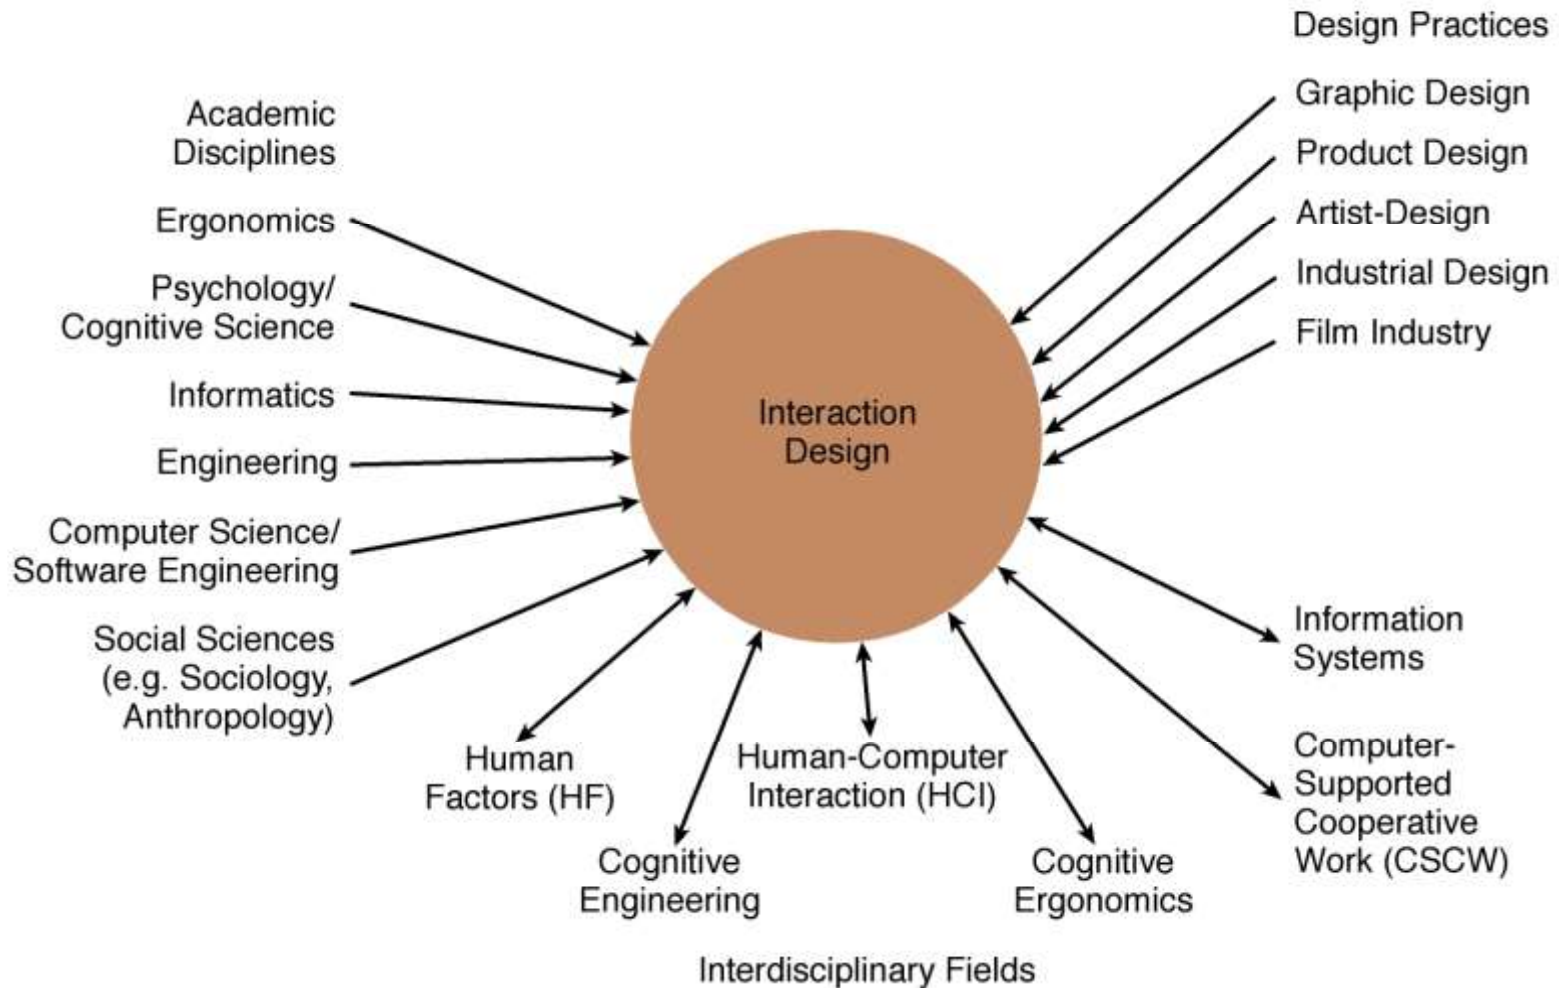 Academic
Disciplines
Ergonomics
Psychology/
Cognitive Science
Informatics
Engineering
Computer Science/
Software Engineering
Social Sciences
(e.g. Sociology,
Anthropology)
Design Practices
Graphic Design
Product Design
Artist-Design
Industrial Design
Film Industry
Interaction
Design
Human
Factors (HF)
Cognitive
Engineering
Human-Computer
Interaction (HCI)
Cognitive
Ergonomics
Information
Systems
Computer-
Supported
Cooperative
Work (CSCW)
Interdisciplinary Fields